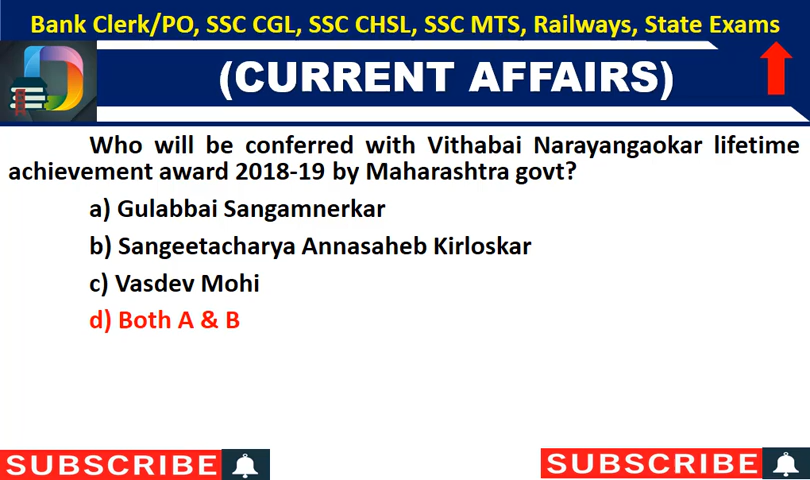 Bank Clerk/PO, SSC CGL, SSC CHSL, SSC MTS, Railways, State Exams
(CURRENT AFFAIRS)
Who will be conferred with Vithabai Narayangaokar lifetime
achievement award 2018-19 by Maharashtra govt?
a) Gulabbai Sangamnerkar
b) Sangeetacharya Annasaheb Kirloskar
c) Vasdev Mohi
d) Both A & B
SUBSCRIBE
SUBSCRIBE